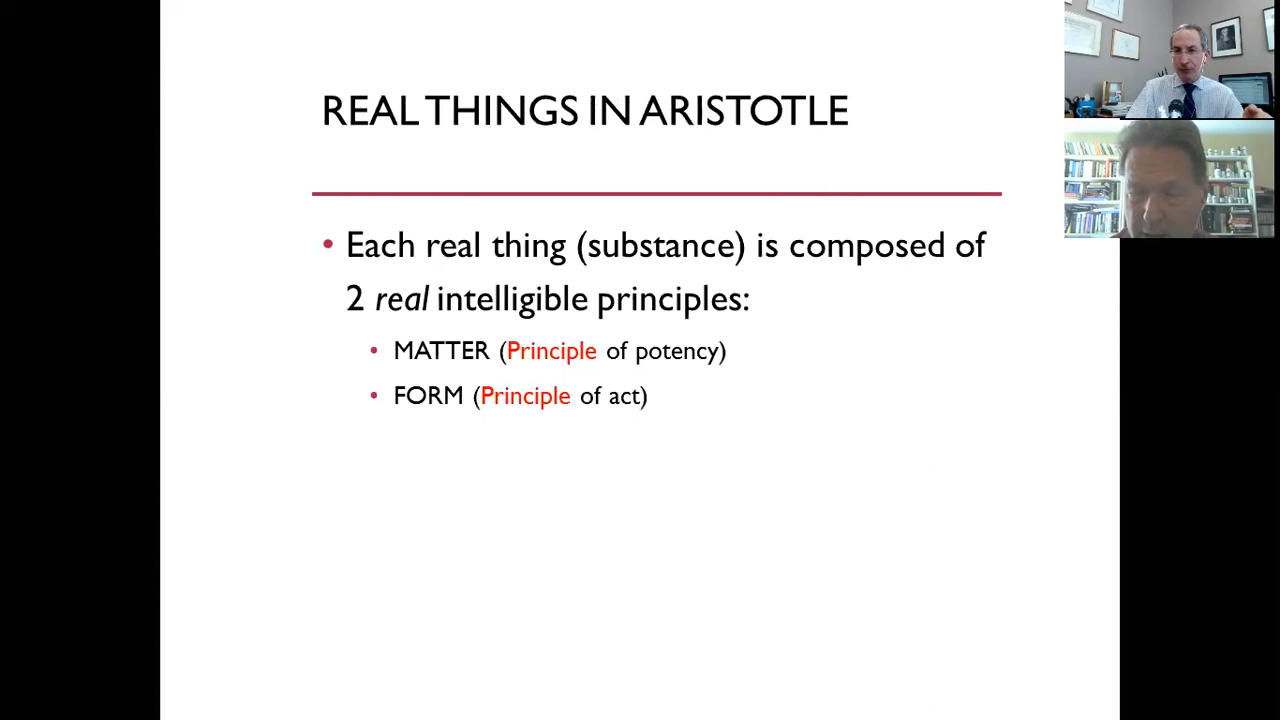 REAL THINGS IN ARISTOTLE
• Each real thing (substance) is composed of
2 real intelligible principles:
• MATTER (Principle of potency)
• FORM (Principle of act)